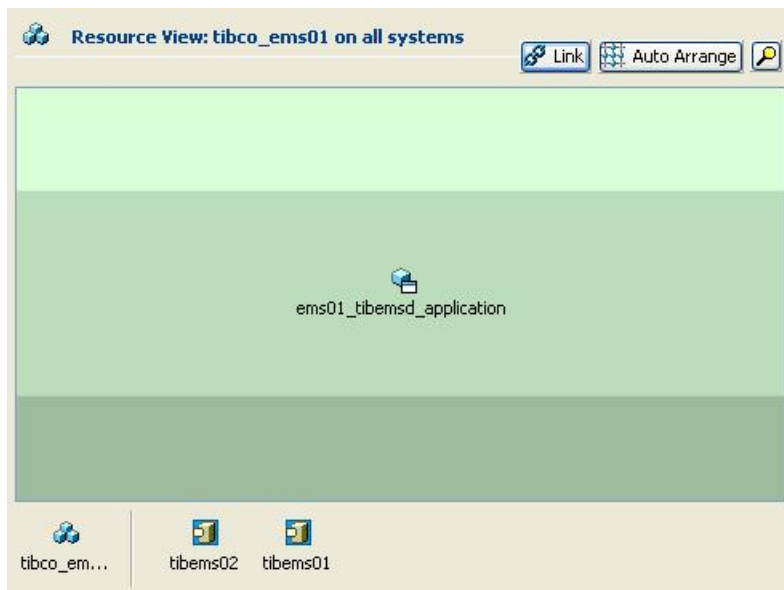 Resource View: tibco_ems01 on all systems
Link
Auto Arrange
ems01_tibemsd_application
tibco_em...
tibems02
tibems01